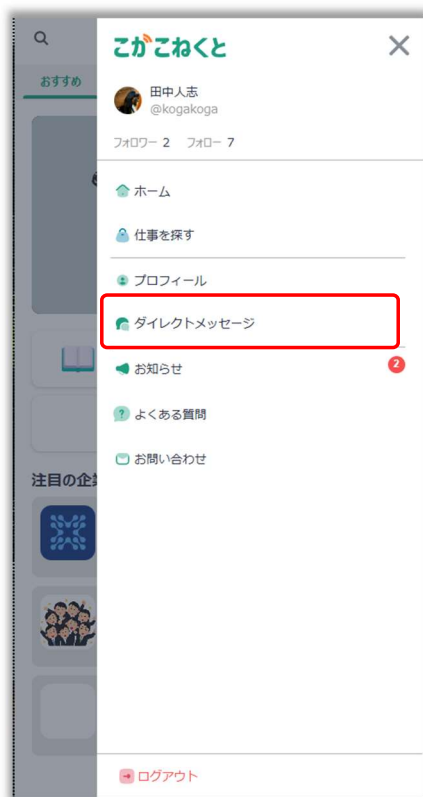 こがこねくと
おすすめ
田中人志
@kogakoga
フォロワー 2 フォロー 7
ホーム
仕事を探す
プロフィール
ダイレクトメッセージ
お知らせ 2
よくある質問
お問い合わせ
注目の企
ログアウト